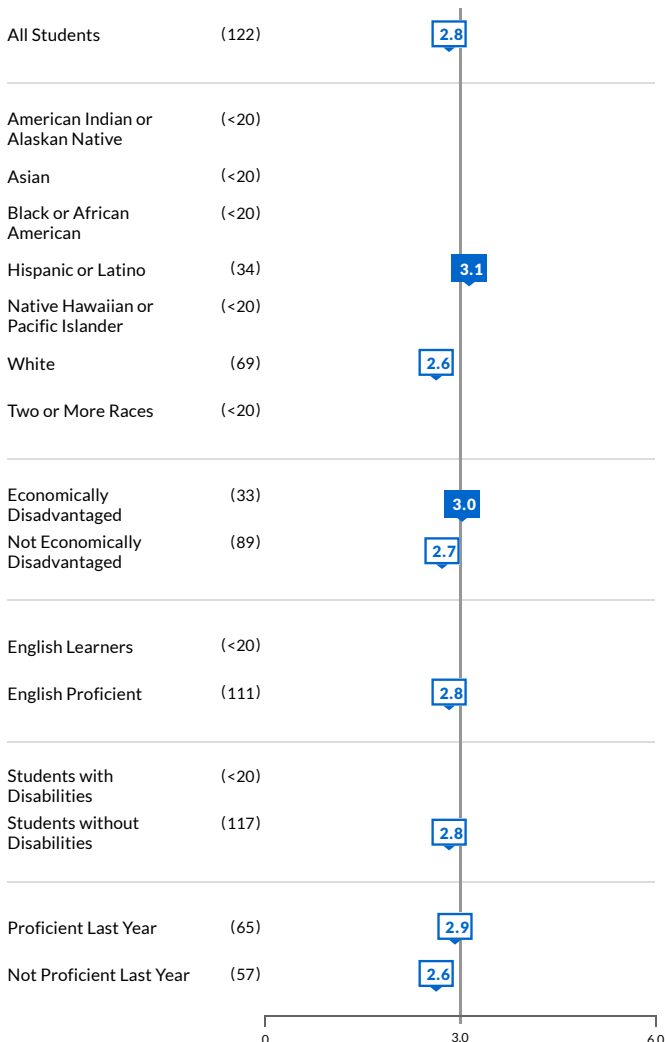 All Students (122) 2.8
American Indian or (<20)
Alaskan Native
Asian (<20)
Black or African (<20)
American
Hispanic or Latino (34) 3.1
Native Hawaiian or (<20)
Pacific Islander
White (69) 2.6
Two or More Races (<20)
Economically (33) 3.0
Disadvantaged
Not Economically (89) 2.7
Disadvantaged
English Learners (<20)
English Proficient (111) 2.8
Students with (<20)
Disabilities
Students without (117) 2.8
Disabilities
Proficient Last Year (65) 2.9
Not Proficient Last Year (57) 2.6
0 3.0 6.0